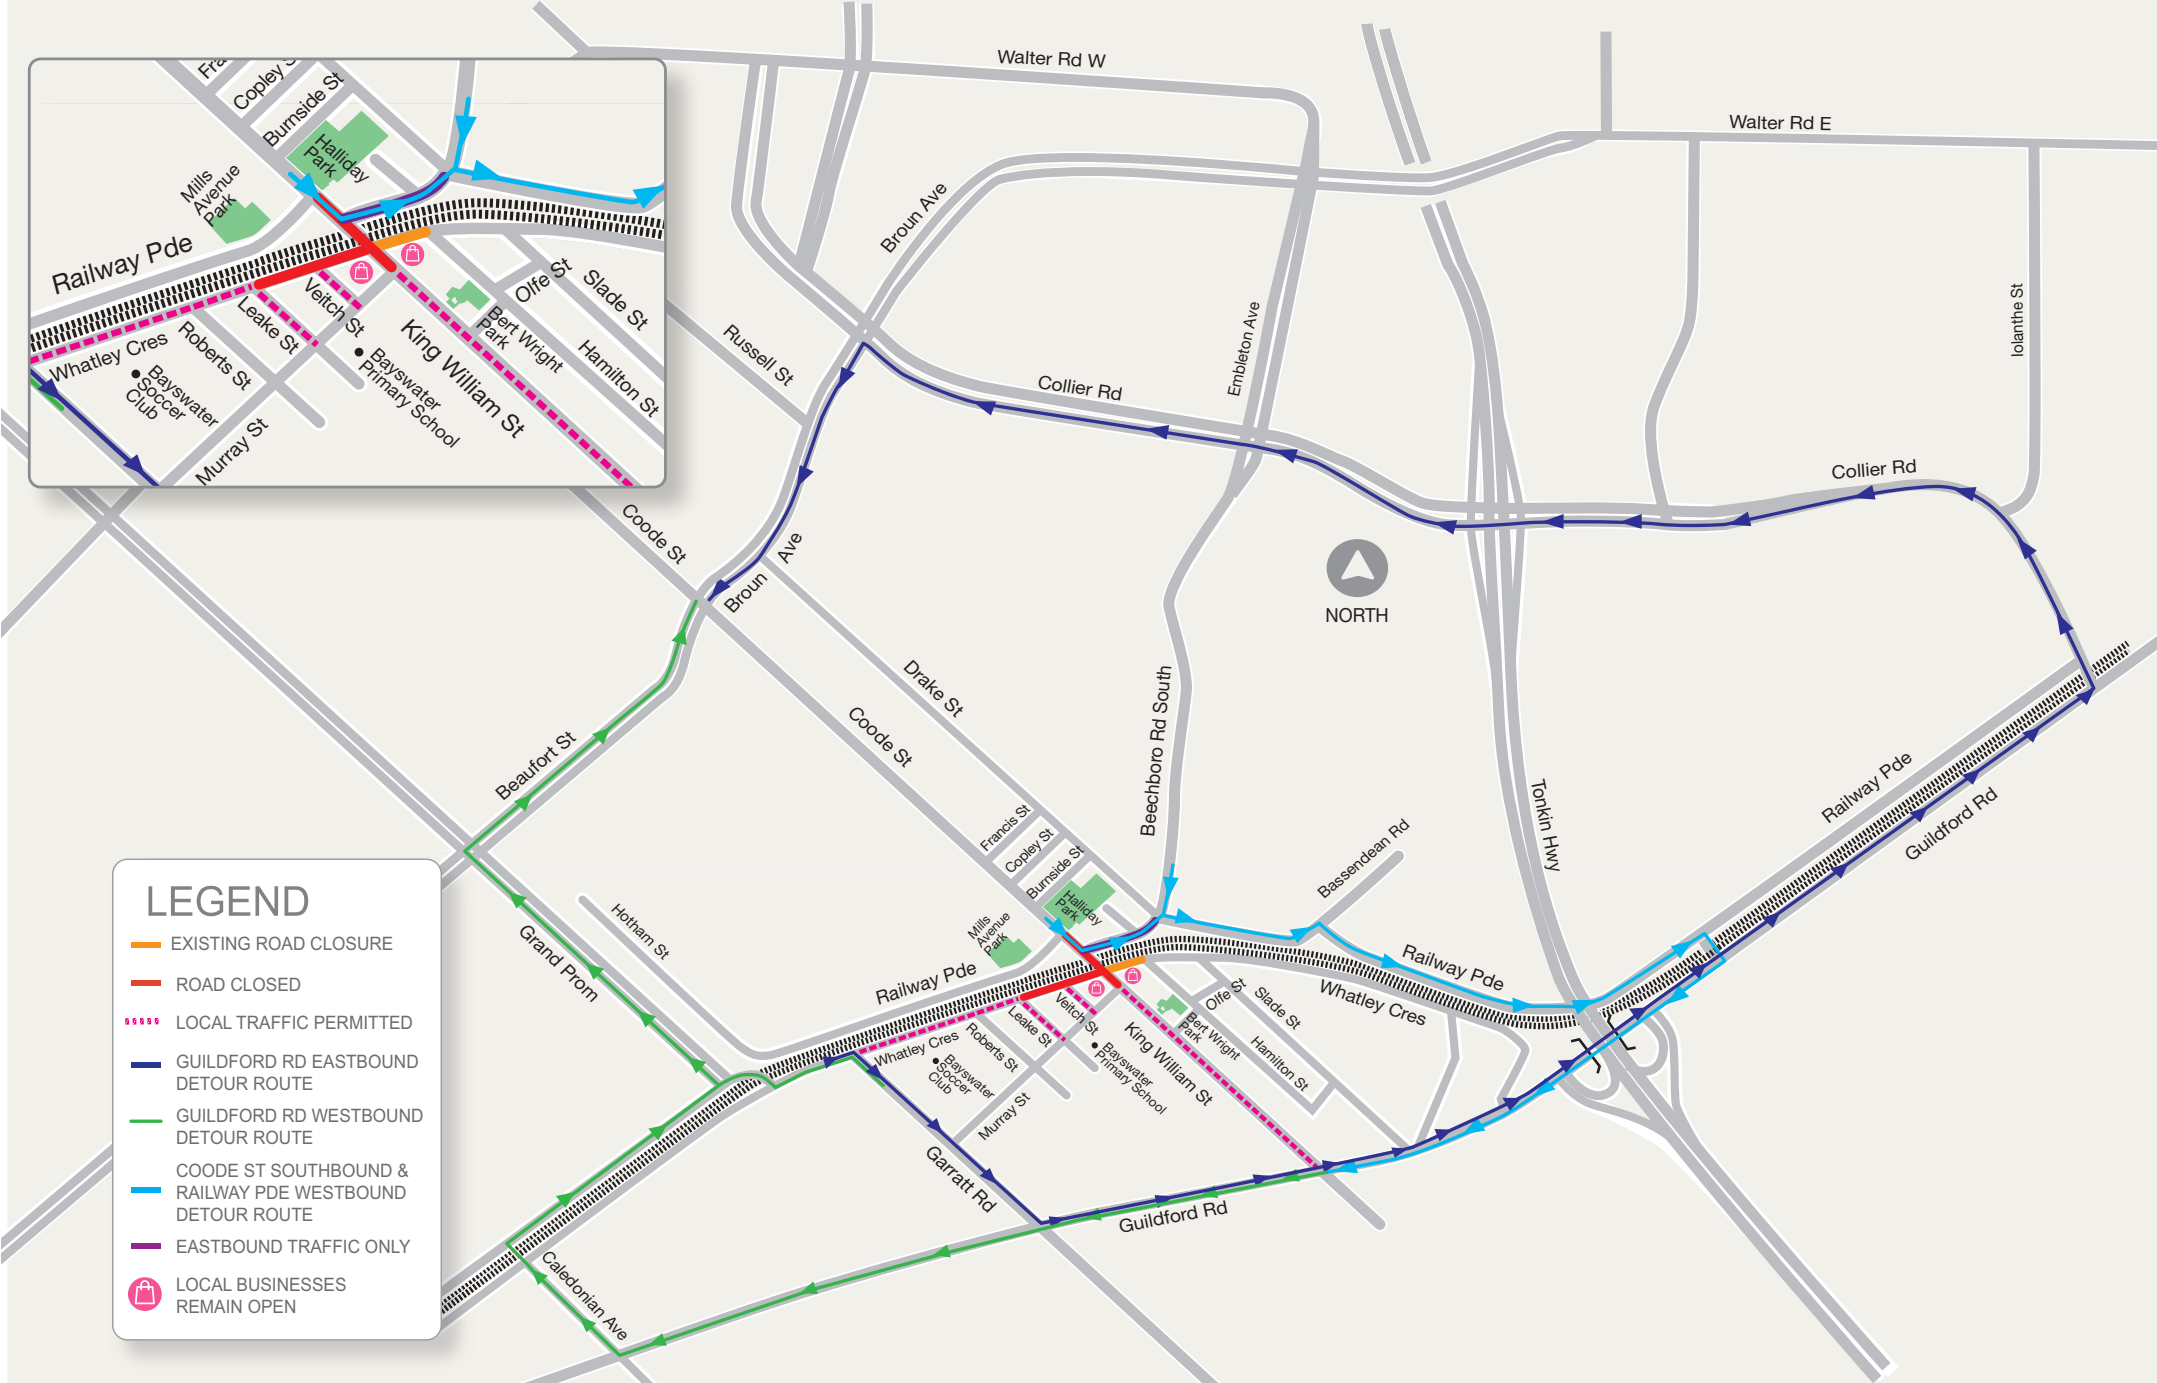 Walter Rd W
Walter Rd E
Fra
Copley S
Burnside St
Halliday
Park
Mills
Avenue
Park
Railway Pde
Whatley Cres
Leake St
Veitch St
Roberts St
Bayswater
Soccer
Club
Bayswater
Primary School
Murray St
King William St
Bert Wright
Park
Olfe St
Slade St
Hamilton St
Broun Ave
Russell St
Collier Rd
Embleton Ave
Iolanthe St
Collier Rd
Coode St
Broun Ave
NORTH
Drake St
Coode St
Beechboro Rd South
Tonkin Hwy
Beaufort St
Railway Pde
Guildford Rd
Francis St
Copley St
Burnside St
Halliday
Park
Mills
Avenue
Park
Bassendean Rd
Hotham St
Grand Prom
Railway Pde
Railway Pde
Whatley Cres
Whatley Cres
Olfe St
Slade St
Veitch St
Leake St
Roberts St
Bert Wright
Park
Hamilton St
King William St
Bayswater
Soccer
Club
Bayswater
Primary School
Murray St
Garratt Rd
Guildford Rd
Caledonian Ave
LEGEND
EXISTING ROAD CLOSURE
ROAD CLOSED
LOCAL TRAFFIC PERMITTED
GUILDFORD RD EASTBOUND
DETOUR ROUTE
GUILDFORD RD WESTBOUND
DETOUR ROUTE
COODE ST SOUTHBOUND &
RAILWAY PDE WESTBOUND
DETOUR ROUTE
EASTBOUND TRAFFIC ONLY
LOCAL BUSINESSES
REMAIN OPEN